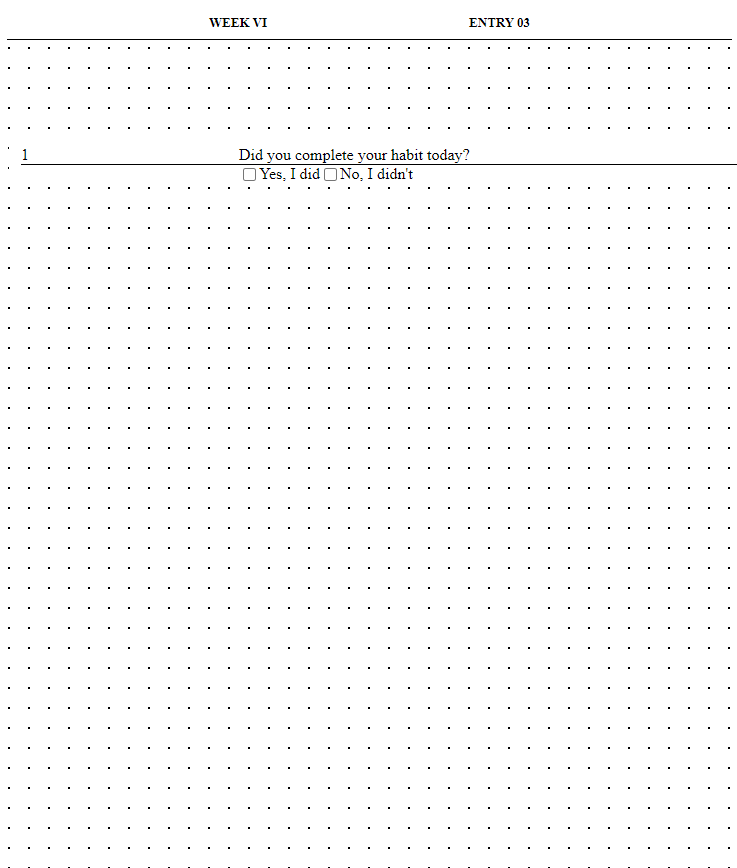 WEEK VI ENTRY 03
1 Did you complete your habit today?
Yes, I did No, I didn't